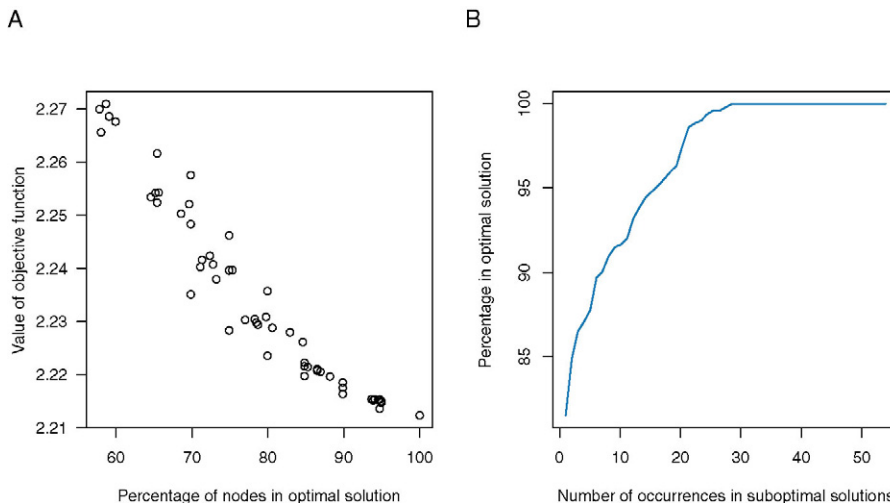 A
B
Value of objective function
2.27
2.26
2.25
2.24
2.23
2.22
2.21
60 70 80 90 100
Percentage of nodes in optimal solution
Percentage in optimal solution
100
95
90
85
0 10 20 30 40 50
Number of occurrences in suboptimal solutions